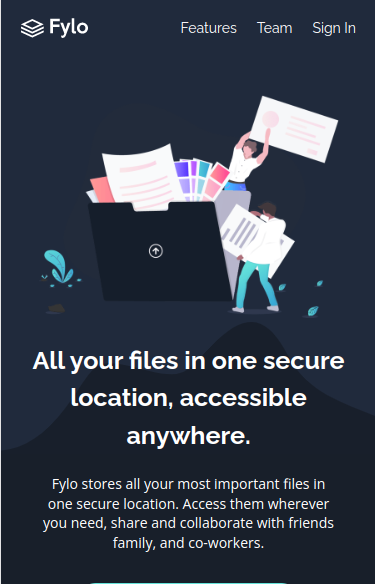 Fylo Features Team Sign In
All your files in one secure
location, accessible
anywhere.
Fylo stores all your most important files in
one secure location. Access them wherever
you need, share and collaborate with friends
family, and co-workers.